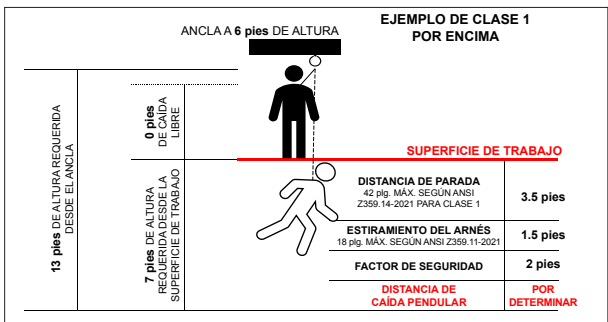 EJEMPLO DE CLASE 1
POR ENCIMA
ANCLA A 6 pies DE ALTURA
13 pies DE ALTURA REQUERIDA
DESDE EL ANCLA
0 pies
DE CAÍDA
LIBRE
7 pies DE ALTURA
REQUERIDA DESDE LA
SUPERFICIE DE TRABAJO
SUPERFICIE DE TRABAJO
DISTANCIA DE PARADA
42 plg. MÁX. SEGÚN ANSI
Z359.14-2021 PARA CLASE 1
3.5 pies
ESTIRAMIENTO DEL ARNÉS
18 plg. MÁX. SEGÚN ANSI Z359.11-2021
1.5 pies
FACTOR DE SEGURIDAD
2 pies
DISTANCIA DE
CAÍDA PENDULAR
POR
DETERMINAR